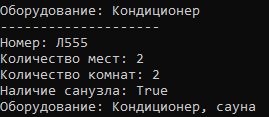 Оборудование: Кондиционер
--------------------
Номер: Л555
Количество мест: 2
Количество комнат: 2
Наличие санузла: True
Оборудование: Кондиционер, сауна